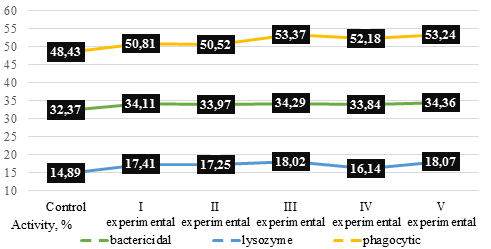 60
55
50
45
40
35
30
25
20
15
10
48,43 50,81 50,52 53,37 52,18 53,24
32,37 34,11 33,97 34,29 33,84 34,36
14,89 17,41 17,25 18,02 16,14 18,07
Control I II III IV V
experimental experimental experimental experimental experimental
Activity, %
bactericidal lysozyme phagocytic